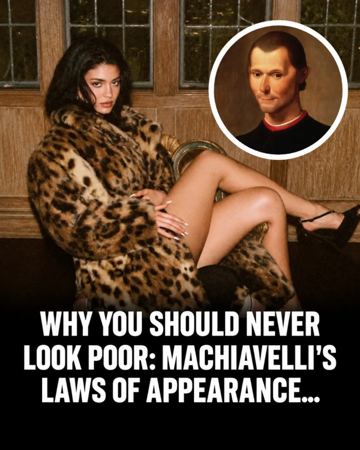 WHY YOU SHOULD NEVER
LOOK POOR: MACHIAVELLI'S
LAWS OF APPEARANCE...